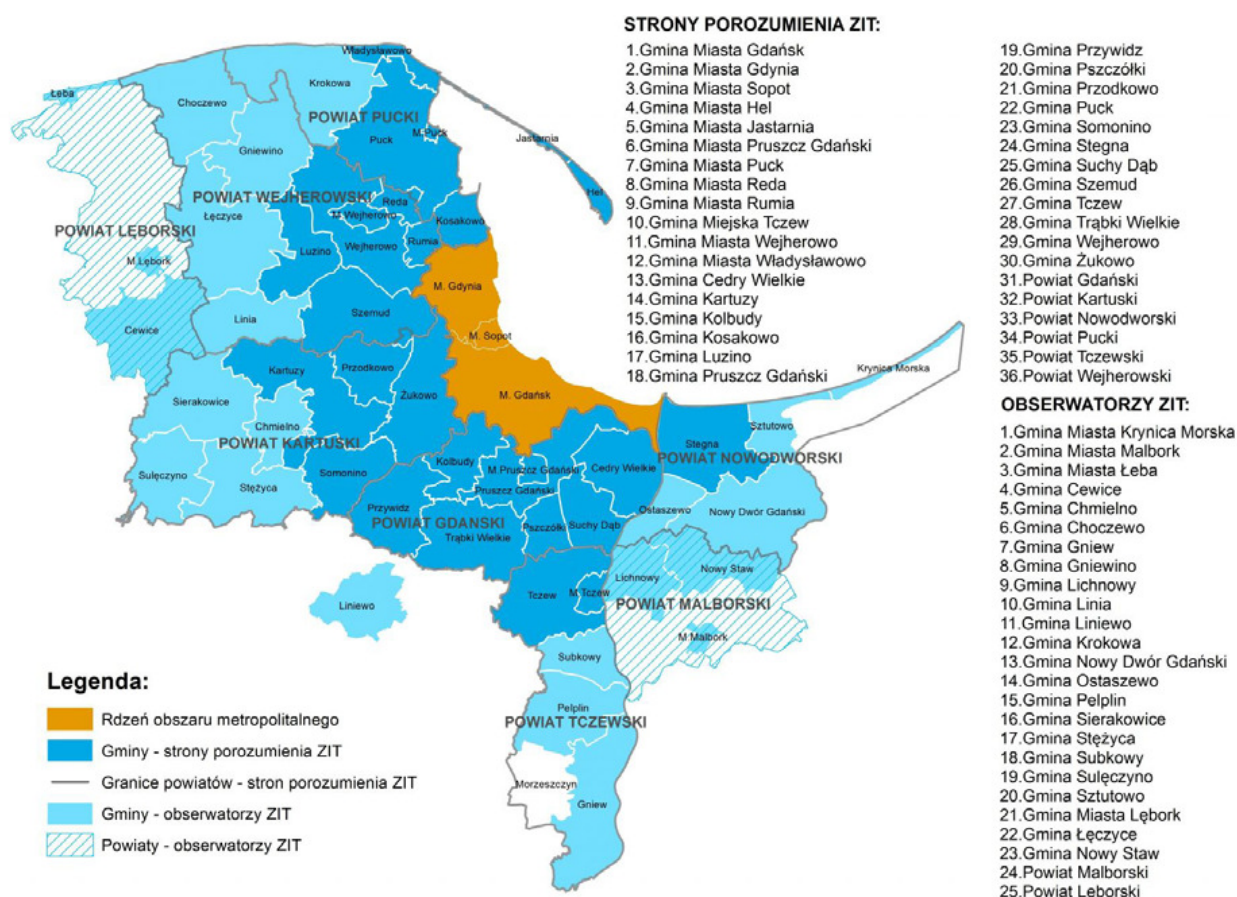 STRONY POROZUMIENIA ZIT:
1.Gmina Miasta Gdańsk
2.Gmina Miasta Gdynia
3.Gmina Miasta Sopot
4.Gmina Miasta Hel
5.Gmina Miasta Jastarnia
6.Gmina Miasta Pruszcz Gdański
7.Gmina Miasta Puck
8.Gmina Miasta Reda
9.Gmina Miasta Rumia
10.Gmina Miejska Tczew
11.Gmina Miasta Wejherowo
12.Gmina Miasta Władysławowo
13.Gmina Cedry Wielkie
14.Gmina Kartuzy
15.Gmina Kolbudy
16.Gmina Kosakowo
17.Gmina Luzino
18.Gmina Pruszcz Gdański
19.Gmina Przywidz
20.Gmina Pszczółki
21.Gmina Przodkowo
22.Gmina Puck
23.Gmina Somonino
24.Gmina Stegna
25.Gmina Suchy Dąb
26.Gmina Szemud
27.Gmina Tczew
28.Gmina Trąbki Wielkie
29.Gmina Wejherowo
30.Gmina Żukowo
31.Powiat Gdański
32.Powiat Kartuski
33.Powiat Nowodworski
34.Powiat Pucki
35.Powiat Tczewski
36.Powiat Wejherowski
OBSERWATORZY ZIT:
1.Gmina Miasta Krynica Morska
2.Gmina Miasta Malbork
3.Gmina Miasta Łeba
4.Gmina Cewice
5.Gmina Chmielno
6.Gmina Choczewo
7.Gmina Gniew
8.Gmina Gniewino
9.Gmina Lichnowy
10.Gmina Linia
11.Gmina Liniewo
12.Gmina Krokowa
13.Gmina Nowy Dwór Gdański
14.Gmina Ostaszewo
15.Gmina Pelplin
16.Gmina Sierakowice
17.Gmina Stężyca
18.Gmina Subkowy
19.Gmina Sulęczyno
20.Gmina Sztutowo
21.Gmina Miasta Lębork
22.Gmina Łęczyce
23.Gmina Nowy Staw
24.Powiat Malborski
25.Powiat Lęborski
Władysławowo
Krokowa
Łeba
Choczewo
POWIAT PUCKI
Puck
M.Puck
Jastarnia
Hel
Gniewino
POWIAT WEJHEROWSKI
Reda
M.Wejherowo
Łęczyce
Kosakowo
POWIAT LĘBORSKI
Luzino
Wejherowo
Rumia
M.Lębork
M. Gdynia
Szemud
Linia
Cewice
M. Sopot
Kartuzy
Przodkowo
Krynica Morska
Żukowo
M. Gdańsk
Sierakowice
Chmielno
Sztutowo
POWIAT KARTUSKI
Stegna
POWIAT NOWODWORSKI
Kolbudy
M.Pruszcz Gdański
Cedry Wielkie
Sulęczyno
Somonino
Stężyca
Pruszcz Gdański
Przywidz
Ostaszewo
Nowy Dwór Gdański
POWIAT GDANSKI
Pszczółki
Suchy Dąb
Trąbki Wielkie
Nowy Staw
Lichnowy
Tczew
M.Tczew
POWIAT MALBORSKI
Liniewo
M.Malbork
Subkowy
Pelplin
POWIAT TCZEWSKI
Morzeszczyn
Gniew
Legenda:
Rdzeń obszaru metropolitalnego
Gminy - strony porozumienia ZIT
Granice powiatów - stron porozumienia ZIT
Gminy - obserwatorzy ZIT
Powiaty - obserwatorzy ZIT